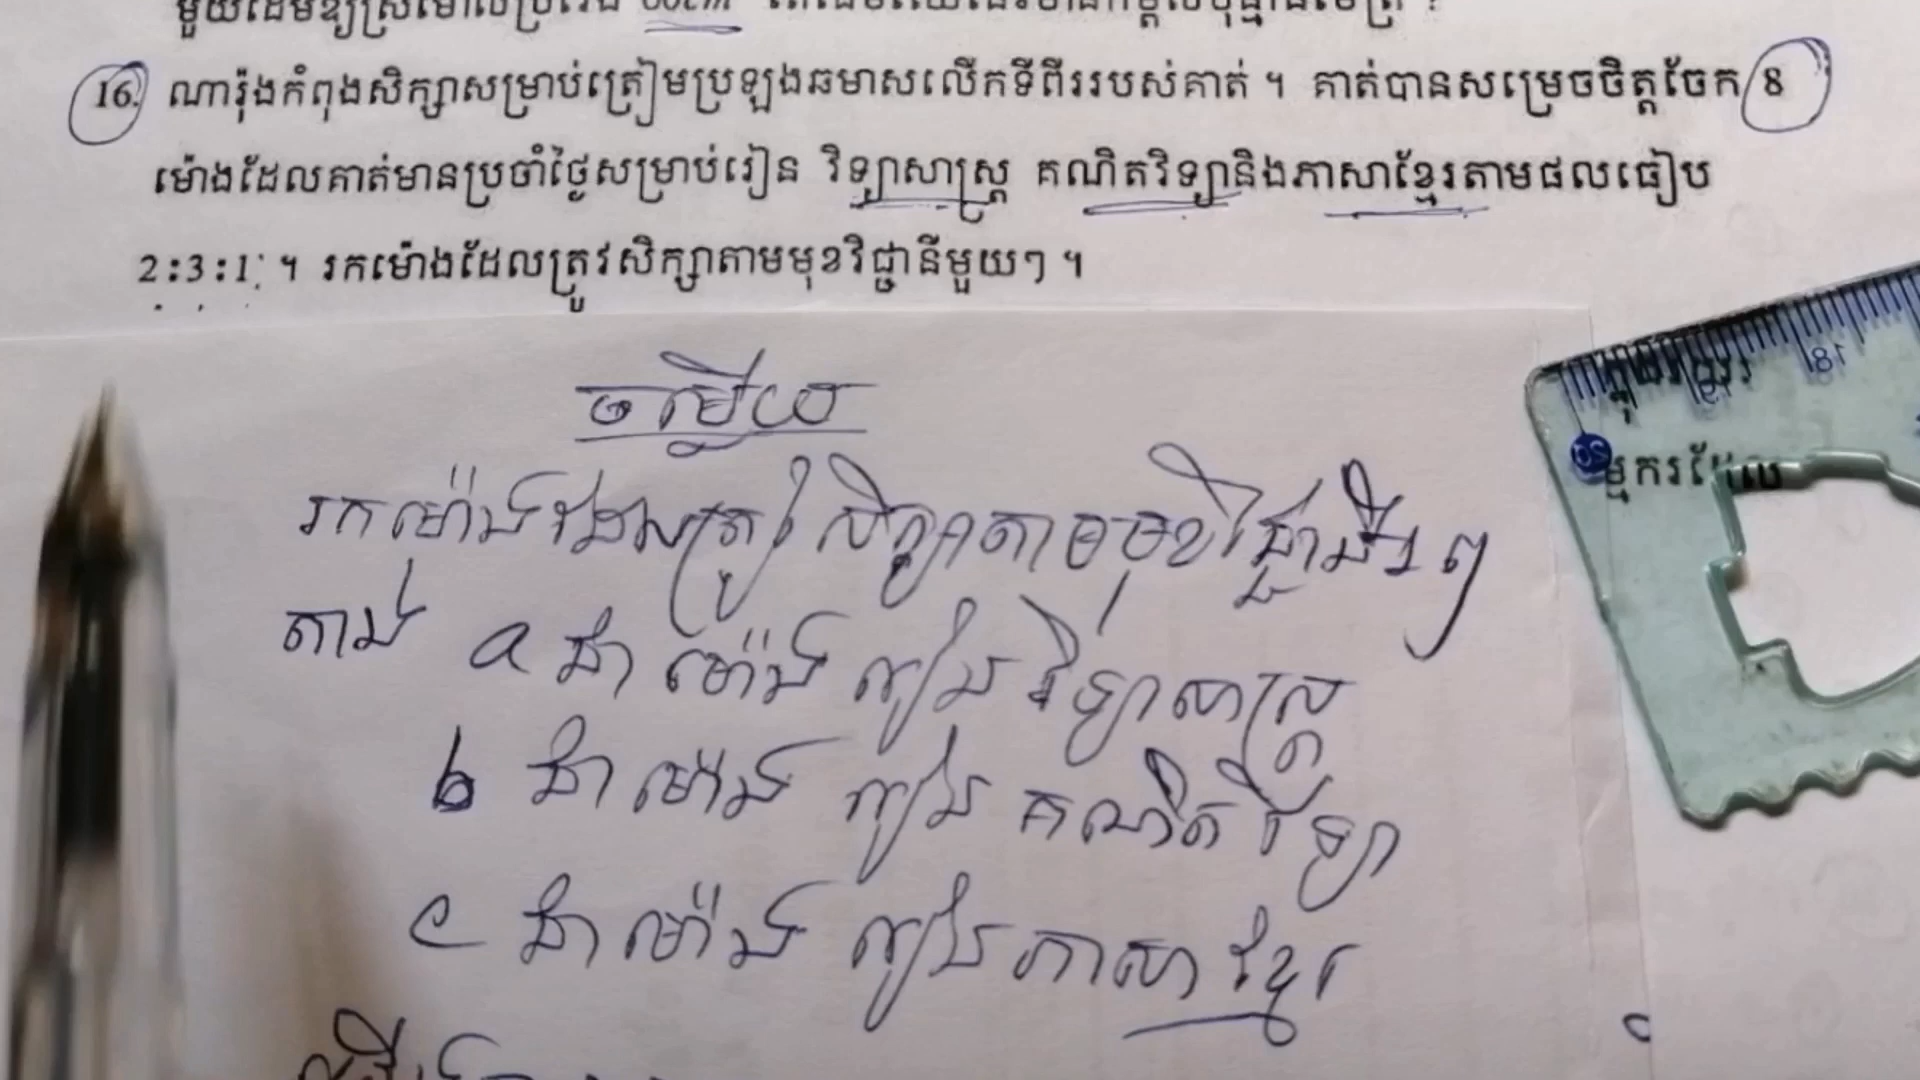 16. ណារ៉ុងកំពុងសិក្សាសម្រាប់ត្រៀមប្រឡងឆមាសលើកទីពីររបស់គាត់ ។ គាត់បានសម្រេចចិត្តចែក 8
ម៉ោងដែលគាត់មានប្រចាំថ្ងៃសម្រាប់រៀន វិទ្យាសាស្ត្រ គណិតវិទ្យានិងភាសាខ្មែរតាមផលធៀប
2:3:1 ។ រកម៉ោងដែលត្រូវសិក្សាតាមមុខវិជ្ជានីមួយៗ ។
ចម្លើយ
រកម៉ោងដែលត្រូវសិក្សាតាមមុខវិជ្ជានីមួយៗ
តាង a ជាម៉ោងរៀនវិទ្យាសាស្ត្រ
b ជាម៉ោងរៀនគណិតវិទ្យា
c ជាម៉ោងរៀនភាសាខ្មែរ